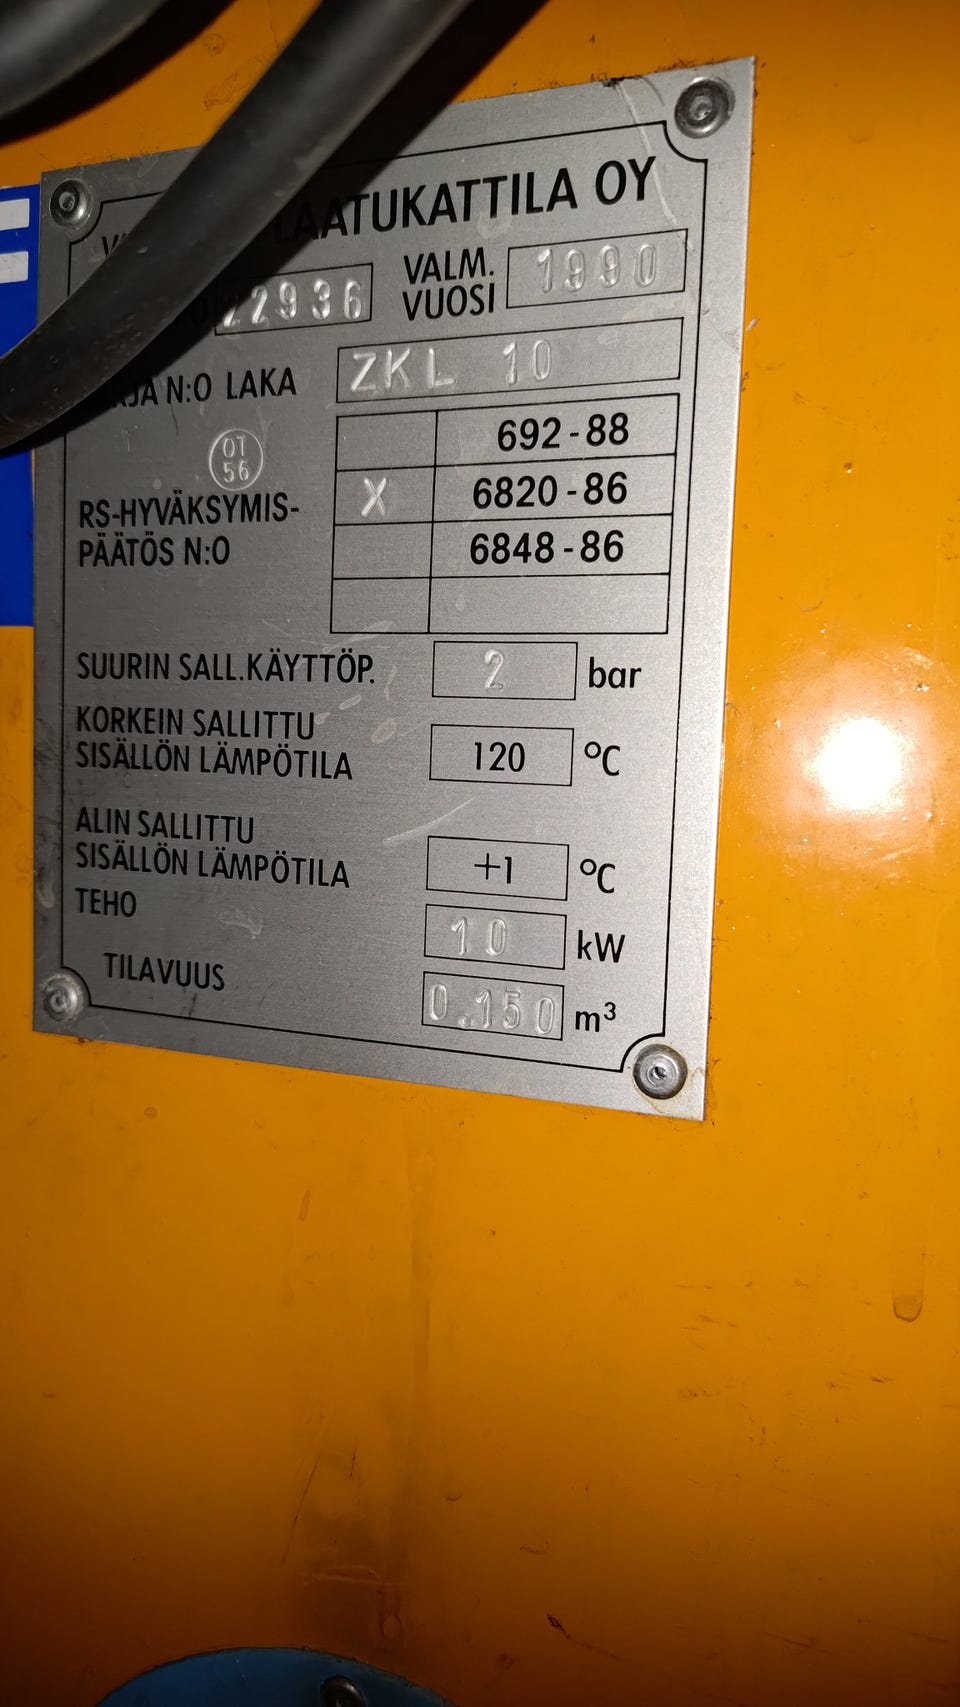 LAATUKATTILA OY
22936 VALM. VUOSI 1990
N:O LAKA ZKL 10
692-88
OT 56
X 6820-86
RS-HYVÄKSYMIS-
PÄÄTÖS N:O
6848-86
SUURIN SALL.KÄYTTÖP. 2 bar
KORKEIN SALLITTU
SISÄLLÖN LÄMPÖTILA 120 °C
ALIN SALLITTU
SISÄLLÖN LÄMPÖTILA +1 °C
TEHO 10 kW
TILAVUUS 0.150 m³